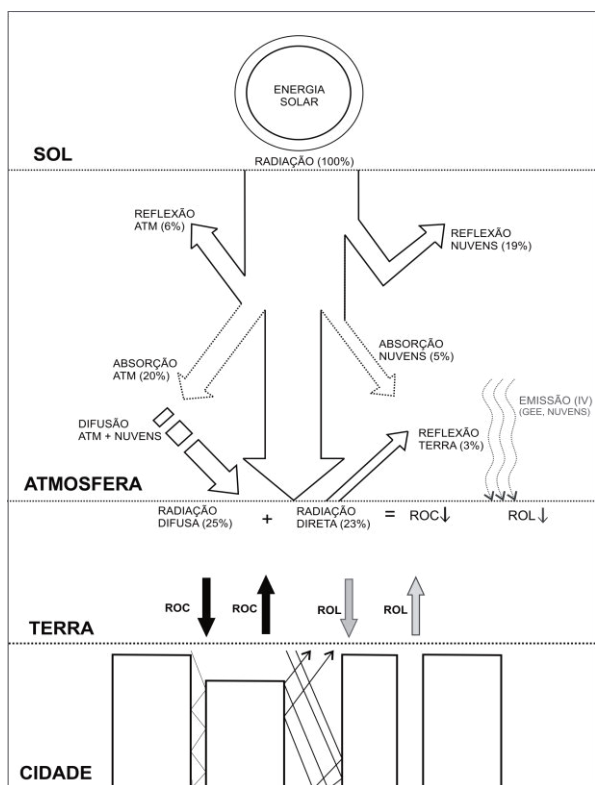 ENERGIA
SOLAR
SOL
RADIAÇÃO (100%)
REFLEXÃO
ATM (6%)
REFLEXÃO
NUVENS (19%)
ABSORÇÃO
ATM (20%)
ABSORÇÃO
NUVENS (5%)
EMISSÃO (IV)
(GEE, NUVENS)
DIFUSÃO
ATM + NUVENS
REFLEXÃO
TERRA (3%)
ATMOSFERA
RADIAÇÃO
DIFUSA (25%)
+
RADIAÇÃO
DIRETA (23%)
= ROC↓
ROL↓
ROC
ROC
ROL
ROL
TERRA
CIDADE